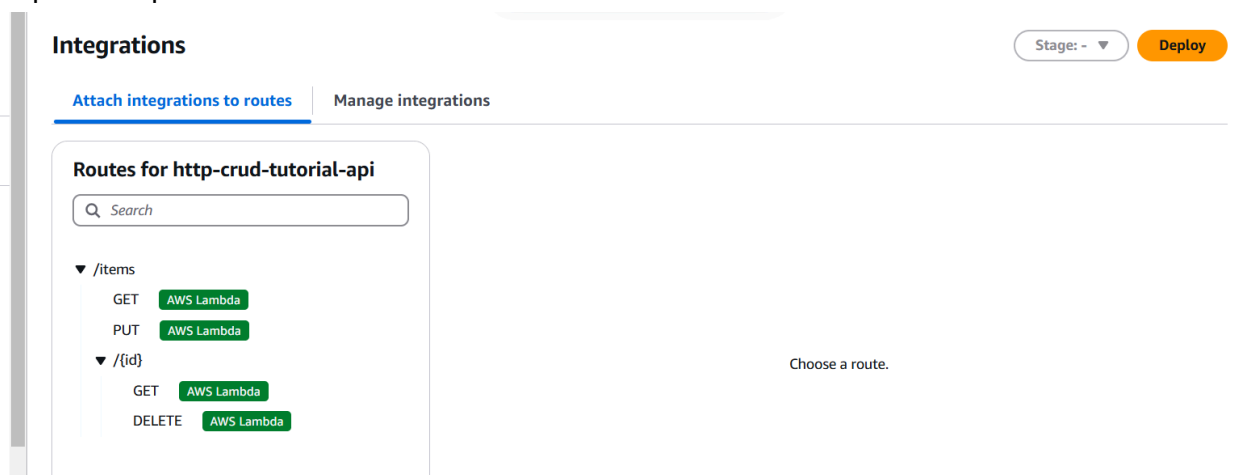 Integrations
Stage: - ▼ Deploy
Attach integrations to routes Manage integrations
Routes for http-crud-tutorial-api
Search
▼ /items
GET AWS Lambda
PUT AWS Lambda
▼ /{id}
GET AWS Lambda
DELETE AWS Lambda
Choose a route.